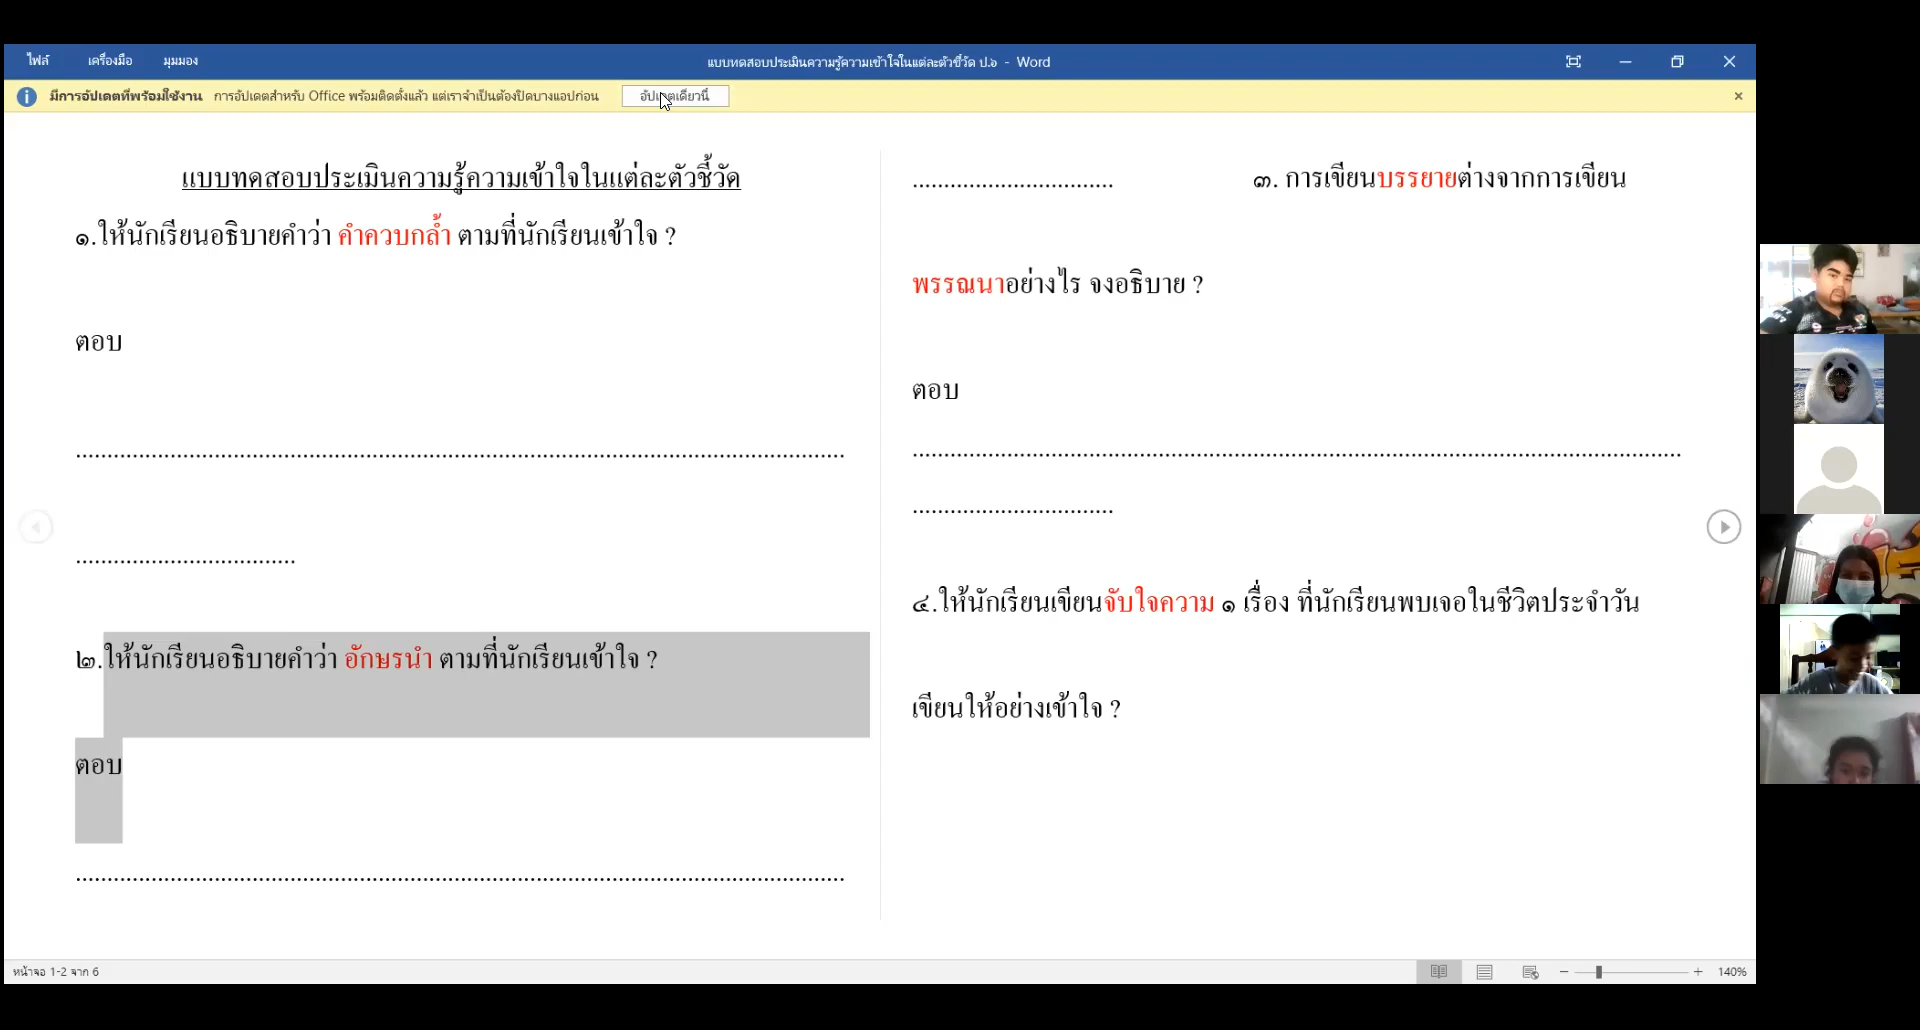 ไฟล์ เครื่องมือ มุมมอง
แบบทดสอบประเมินความรู้ความเข้าใจในแต่ละตัวชี้วัด ป.๖ - Word
มีการอัปเดตที่พร้อมใช้งาน การอัปเดตสำหรับ Office พร้อมติดตั้งแล้ว แต่เราจำเป็นต้องปิดบางแอปก่อน อัปเดตเดี๋ยวนี้
แบบทดสอบประเมินความรู้ความเข้าใจในแต่ละตัวชี้วัด
๑.ให้นักเรียนอธิบายคำว่า คำควบกล้ำ ตามที่นักเรียนเข้าใจ ?
ตอบ
..........................................................................................................................
...................................
๒.ให้นักเรียนอธิบายคำว่า อักษรนำ ตามที่นักเรียนเข้าใจ ?
ตอบ
..........................................................................................................................
................................ ๓. การเขียนบรรยายต่างจากการเขียน
พรรณนาอย่างไร จงอธิบาย ?
ตอบ
..........................................................................................................................
................................
๔.ให้นักเรียนเขียนจับใจความ ๑ เรื่อง ที่นักเรียนพบเจอในชีวิตประจำวัน
เขียนให้อย่างเข้าใจ ?
หน้าจอ 1-2 จาก 6
140%